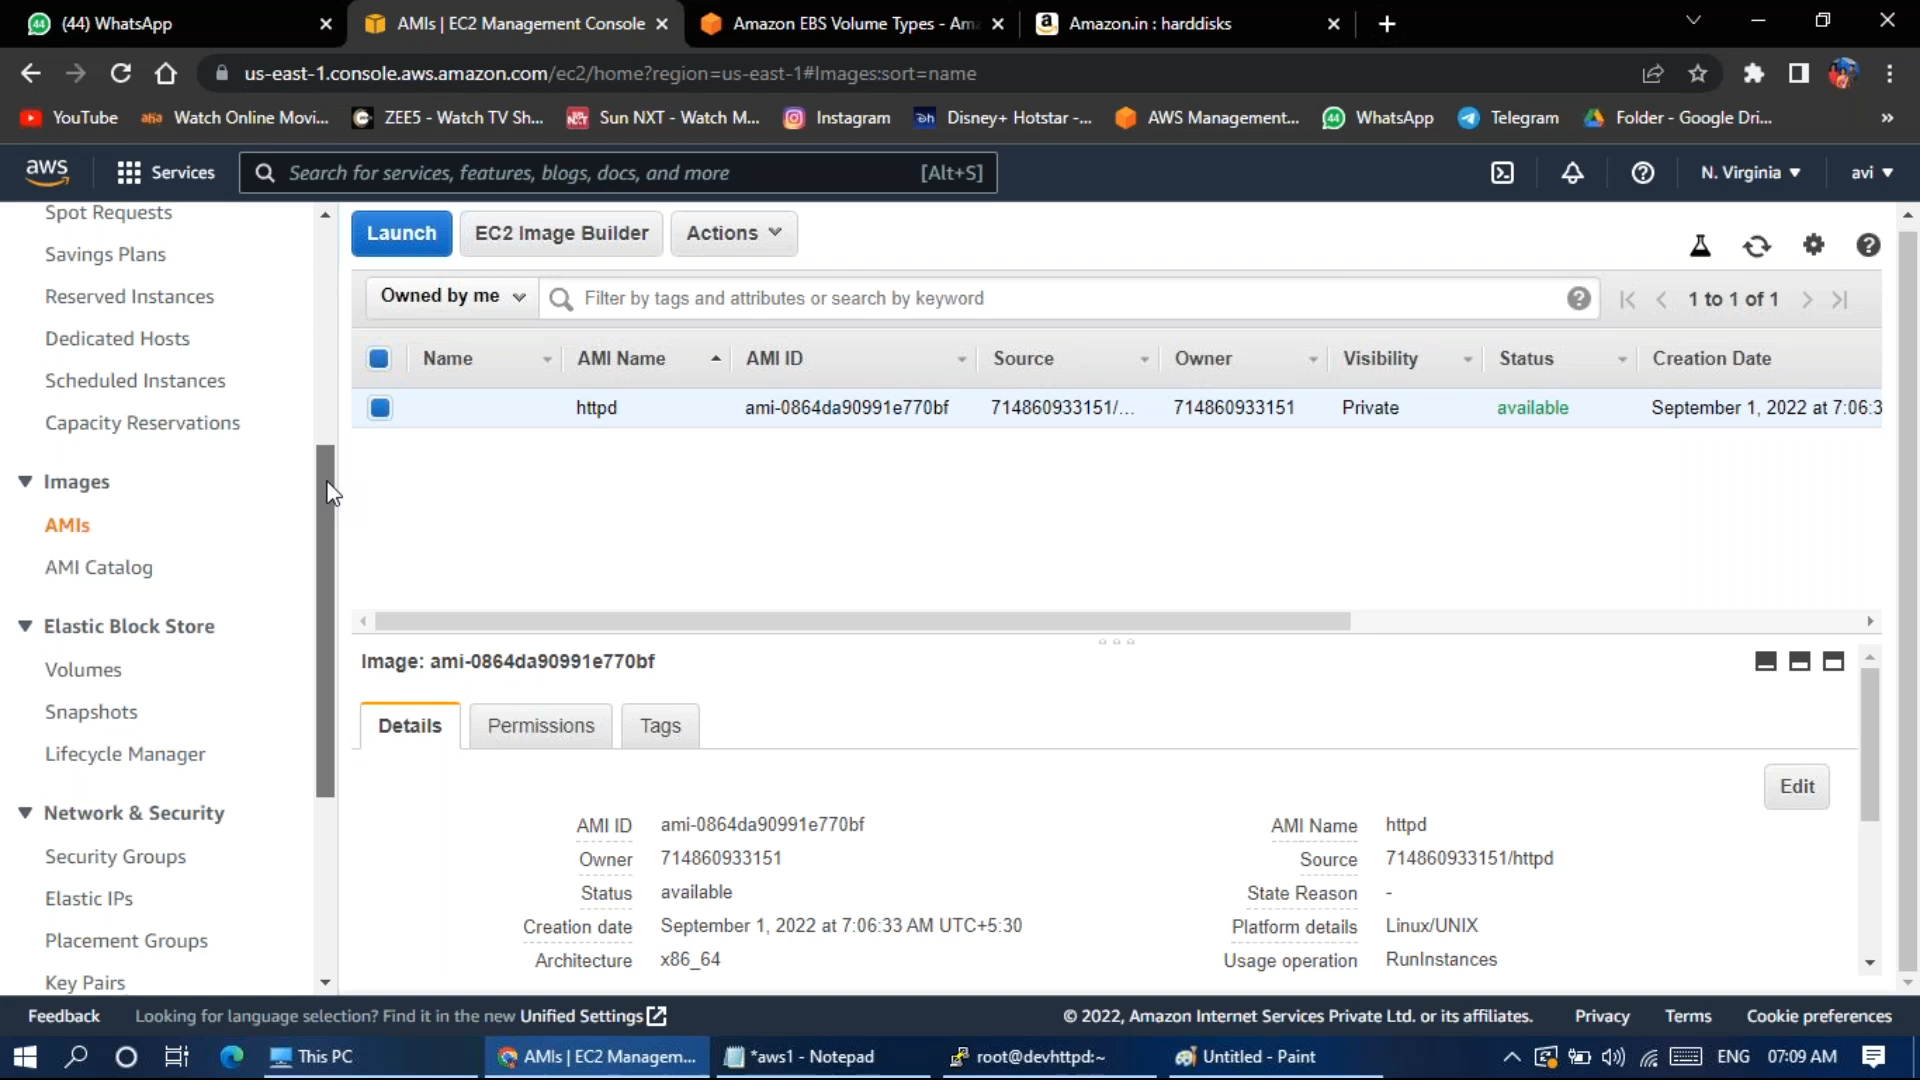 (44) WhatsApp
AMIs | EC2 Management Console
Amazon EBS Volume Types - Am
Amazon.in : harddisks
us-east-1.console.aws.amazon.com/ec2/home?region=us-east-1#Images:sort=name
YouTube
aha Watch Online Movi...
ZEE5 - Watch TV Sh...
Sun NXT - Watch M...
Instagram
Disney+ Hotstar -...
AWS Management...
WhatsApp
Telegram
Folder - Google Dri...
aws
Services
Search for services, features, blogs, docs, and more [Alt+S]
N. Virginia
avi
Spot Requests
Savings Plans
Reserved Instances
Dedicated Hosts
Scheduled Instances
Capacity Reservations
Images
AMIs
AMI Catalog
Elastic Block Store
Volumes
Snapshots
Lifecycle Manager
Network & Security
Security Groups
Elastic IPs
Placement Groups
Key Pairs
Launch
EC2 Image Builder
Actions
Owned by me
Filter by tags and attributes or search by keyword
1 to 1 of 1
Name AMI Name AMI ID Source Owner Visibility Status Creation Date
httpd ami-0864da90991e770bf 714860933151/... 714860933151 Private available September 1, 2022 at 7:06:3
Image: ami-0864da90991e770bf
Details
Permissions
Tags
Edit
AMI ID ami-0864da90991e770bf
AMI Name httpd
Owner 714860933151
Source 714860933151/httpd
Status available
State Reason -
Creation date September 1, 2022 at 7:06:33 AM UTC+5:30
Platform details Linux/UNIX
Architecture x86_64
Usage operation RunInstances
Feedback
Looking for language selection? Find it in the new Unified Settings
© 2022, Amazon Internet Services Private Ltd. or its affiliates.
Privacy
Terms
Cookie preferences
This PC
AMIs | EC2 Managem...
*aws1 - Notepad
root@devhttpd:~
Untitled - Paint
ENG
07:09 AM